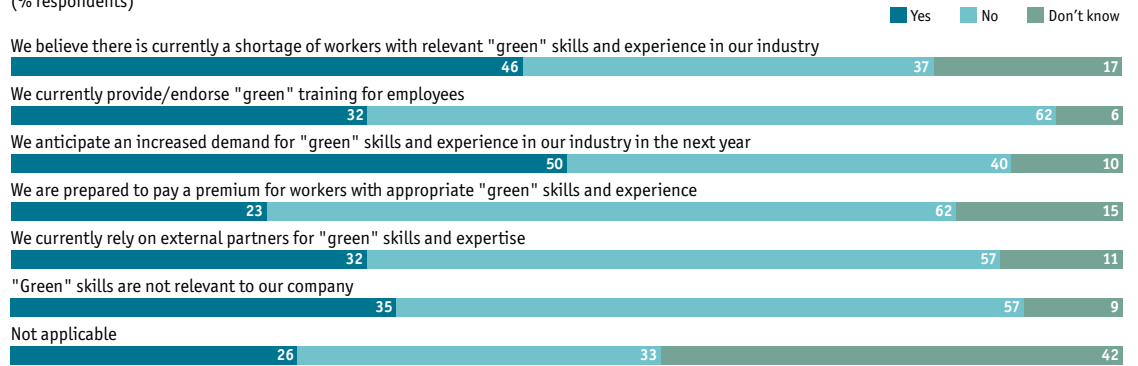 (% respondents)
Yes No Don't know
We believe there is currently a shortage of workers with relevant "green" skills and experience in our industry
46 37 17
We currently provide/endorse "green" training for employees
32 62 6
We anticipate an increased demand for "green" skills and experience in our industry in the next year
50 40 10
We are prepared to pay a premium for workers with appropriate "green" skills and experience
23 62 15
We currently rely on external partners for "green" skills and expertise
32 57 11
"Green" skills are not relevant to our company
35 57 9
Not applicable
26 33 42